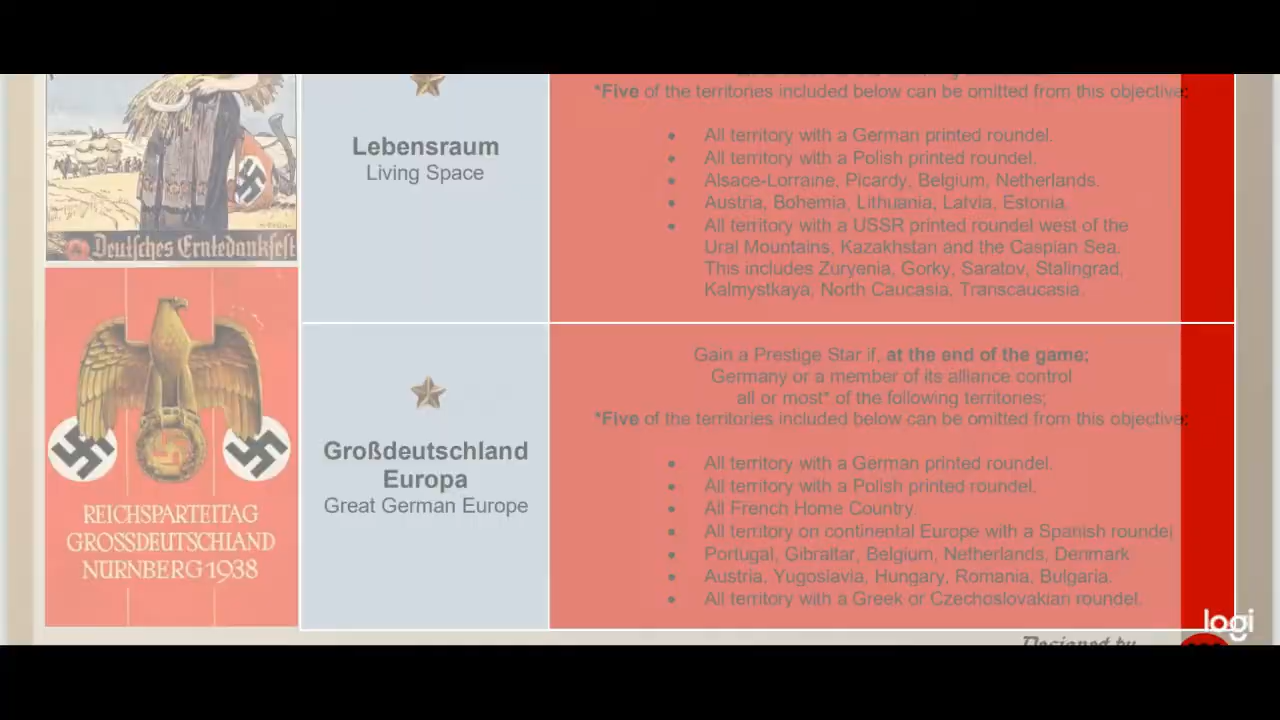 *Five of the territories included below can be omitted from this objective:
Lebensraum
Living Space
All territory with a German printed roundel.
All territory with a Polish printed roundel.
Alsace-Lorraine, Picardy, Belgium, Netherlands.
Austria, Bohemia, Lithuania, Latvia, Estonia.
All territory with a USSR printed roundel west of the
Ural Mountains, Kazakhstan and the Caspian Sea.
This includes Zuryenia, Gorky, Saratov, Stalingrad,
Kalmystkaya, North Caucasia, Transcaucasia.
Deutsches Erntedankfest
REICHSPARTEITAG
GROSSDEUTSCHLAND
NÜRNBERG 1938
Großdeutschland
Europa
Great German Europe
Gain a Prestige Star if, at the end of the game;
Germany or a member of its alliance control
all or most* of the following territories;
*Five of the territories included below can be omitted from this objective:
All territory with a German printed roundel.
All territory with a Polish printed roundel.
All French Home Country.
All territory on continental Europe with a Spanish roundel
Portugal, Gibraltar, Belgium, Netherlands, Denmark
Austria, Yugoslavia, Hungary, Romania, Bulgaria.
All territory with a Greek or Czechoslovakian roundel.
Designed by
logi